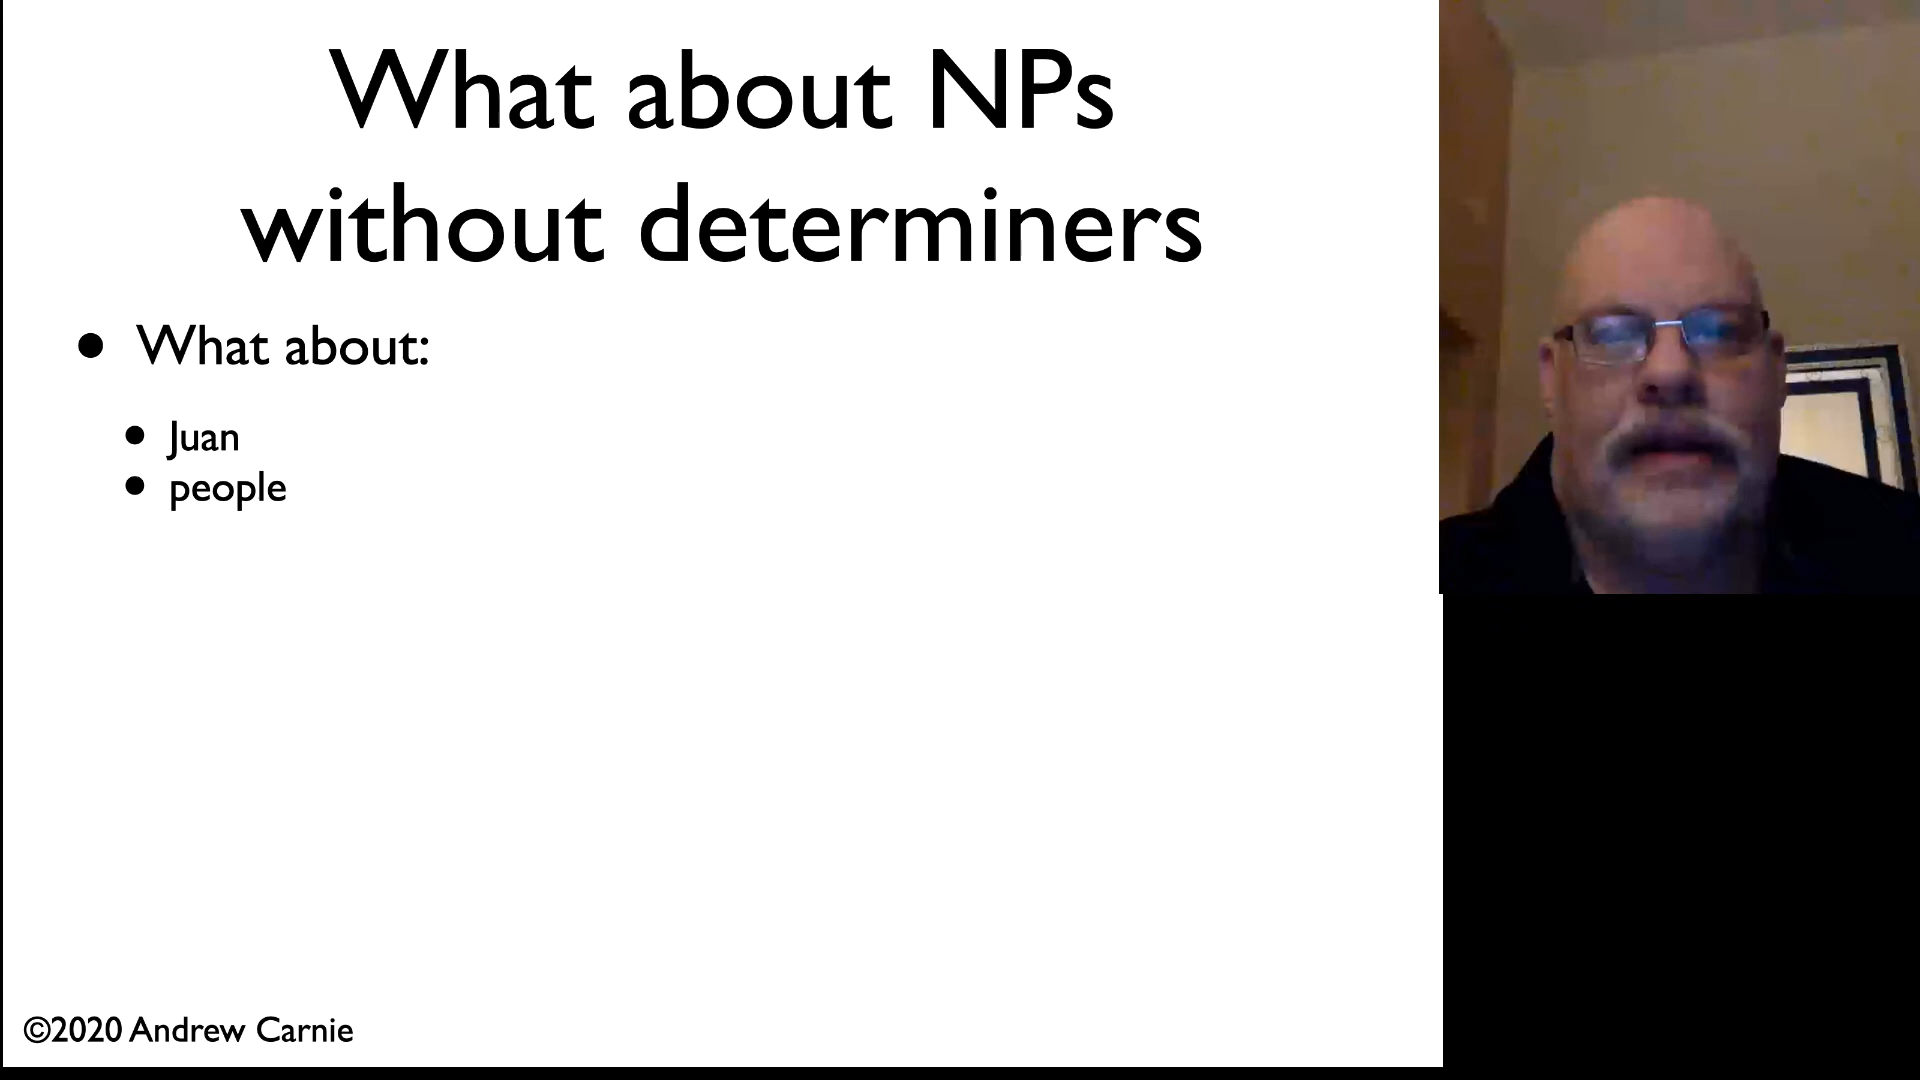 What about NPs
without determiners
• What about:
• Juan
• people
©2020 Andrew Carnie